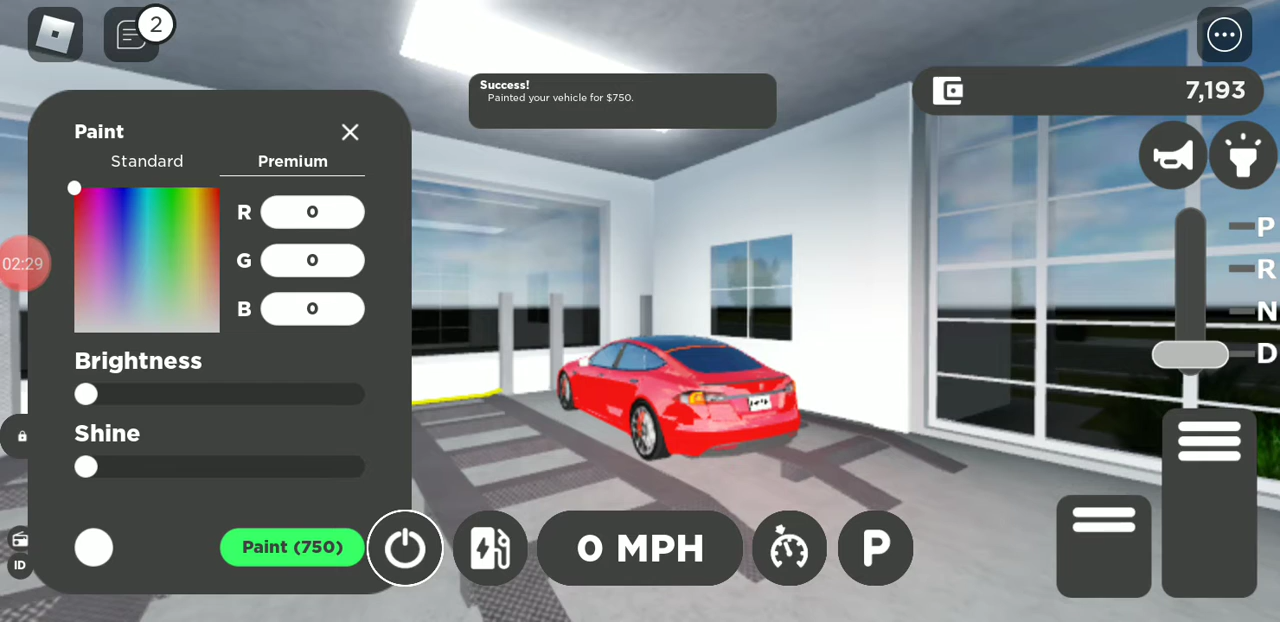 2
Success!
Painted your vehicle for $750.
7,193
Paint
Standard Premium
R 0
G 0
B 0
02:29
Brightness
Shine
Paint (750)
ID
0 MPH
P
P
R
N
D